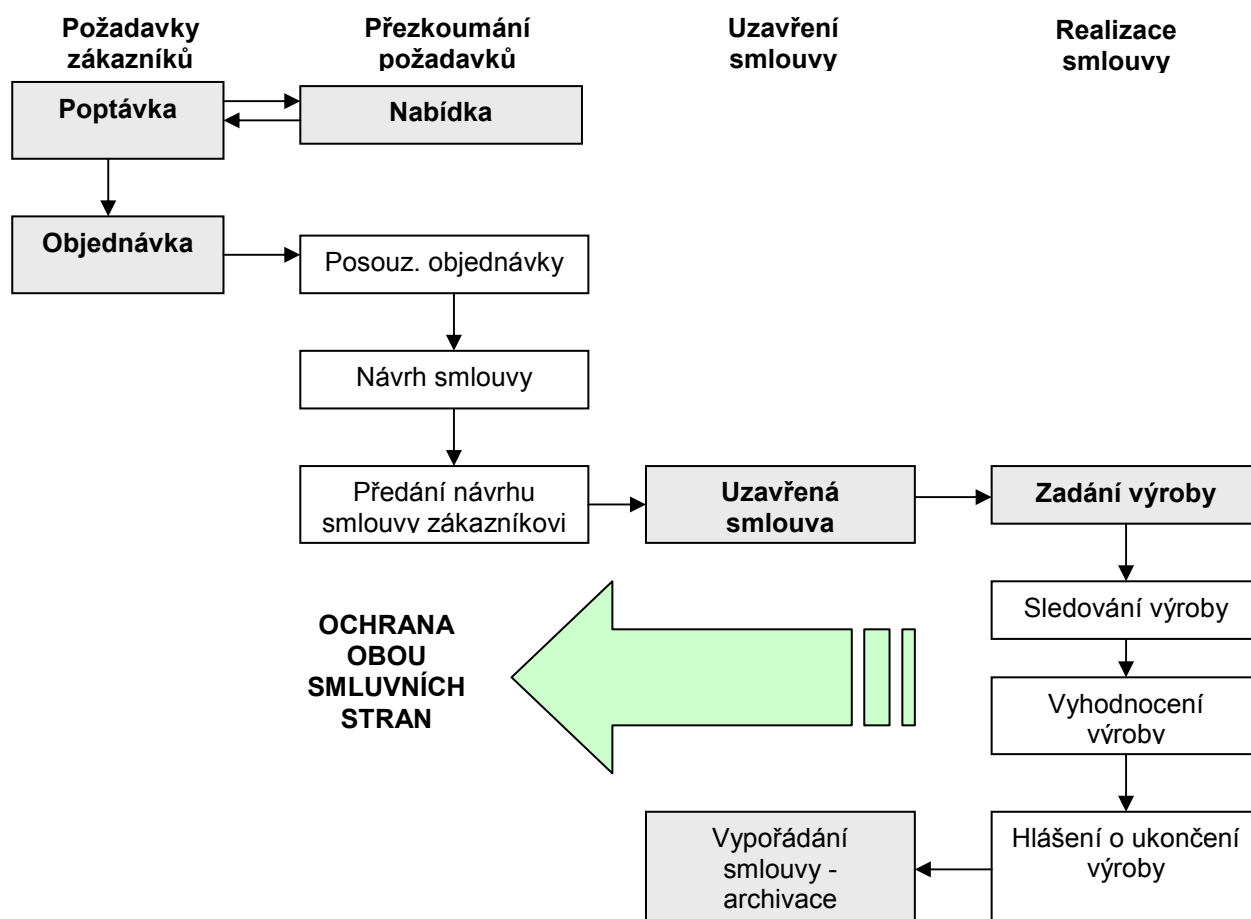 Požadavky
zákazníků
Přezkoumání
požadavků
Uzavření
smlouvy
Realizace
smlouvy
Poptávka
Nabídka
Objednávka
Posouz. objednávky
Návrh smlouvy
Předání návrhu
smlouvy zákazníkovi
Uzavřená
smlouva
Zadání výroby
Sledování výroby
OCHRANA
OBOU
SMLUVNÍCH
STRAN
Vyhodnocení
výroby
Vypořádání
smlouvy -
archivace
Hlášení o ukončení
výroby